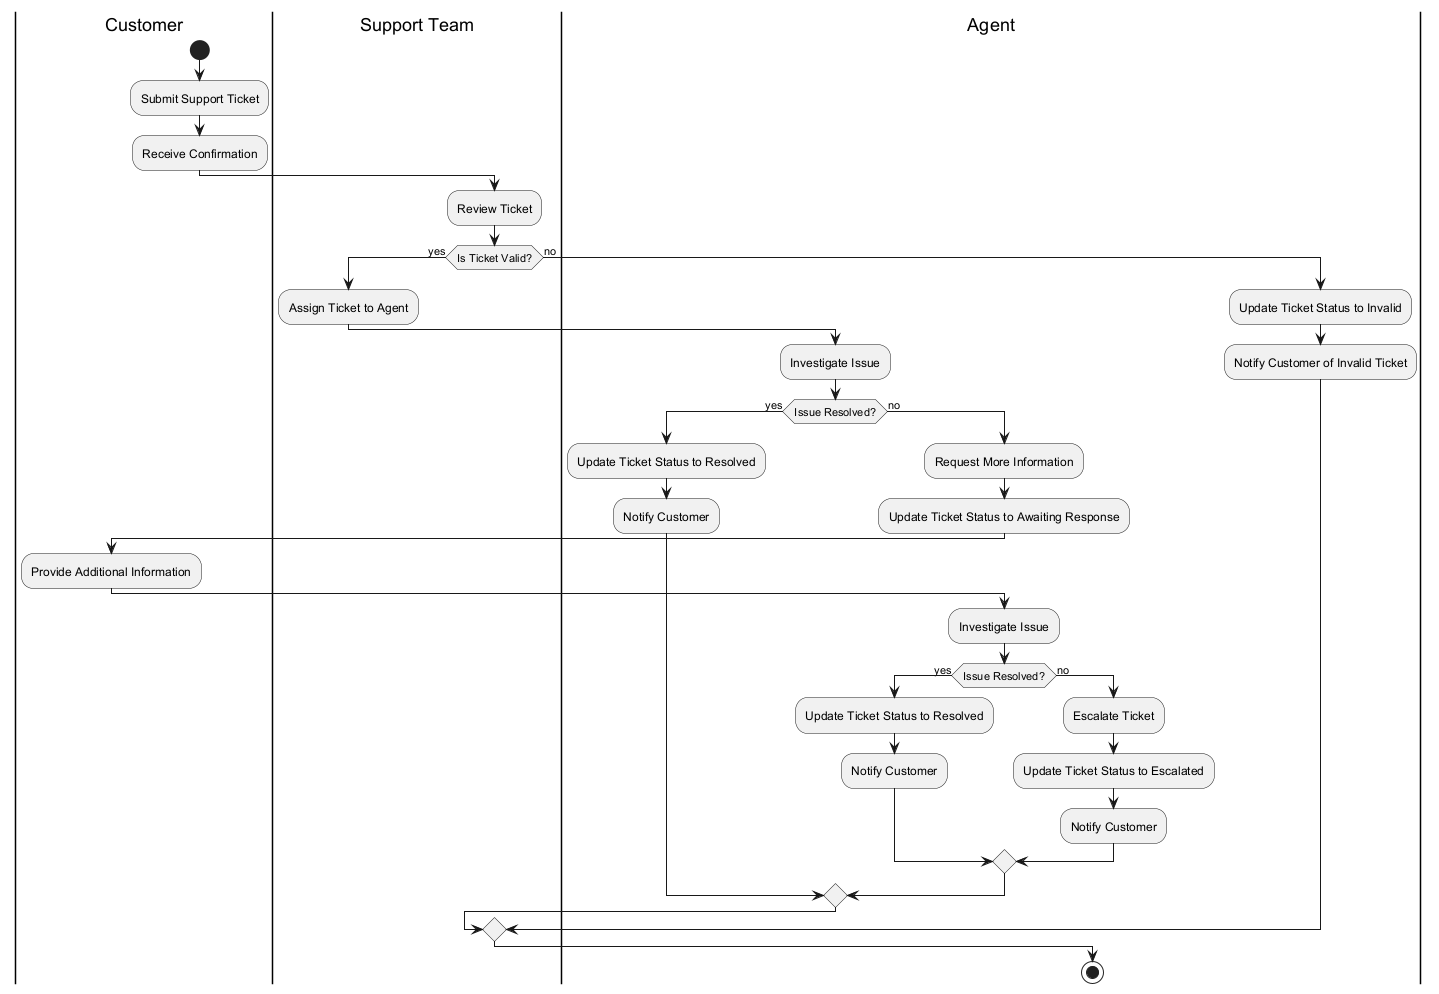 Customer
Support Team
Agent
Submit Support Ticket
Receive Confirmation
Review Ticket
yes
Is Ticket Valid?
no
Assign Ticket to Agent
Update Ticket Status to Invalid
Investigate Issue
Notify Customer of Invalid Ticket
yes
Issue Resolved?
no
Update Ticket Status to Resolved
Request More Information
Notify Customer
Update Ticket Status to Awaiting Response
Provide Additional Information
Investigate Issue
yes
Issue Resolved?
no
Update Ticket Status to Resolved
Escalate Ticket
Notify Customer
Update Ticket Status to Escalated
Notify Customer